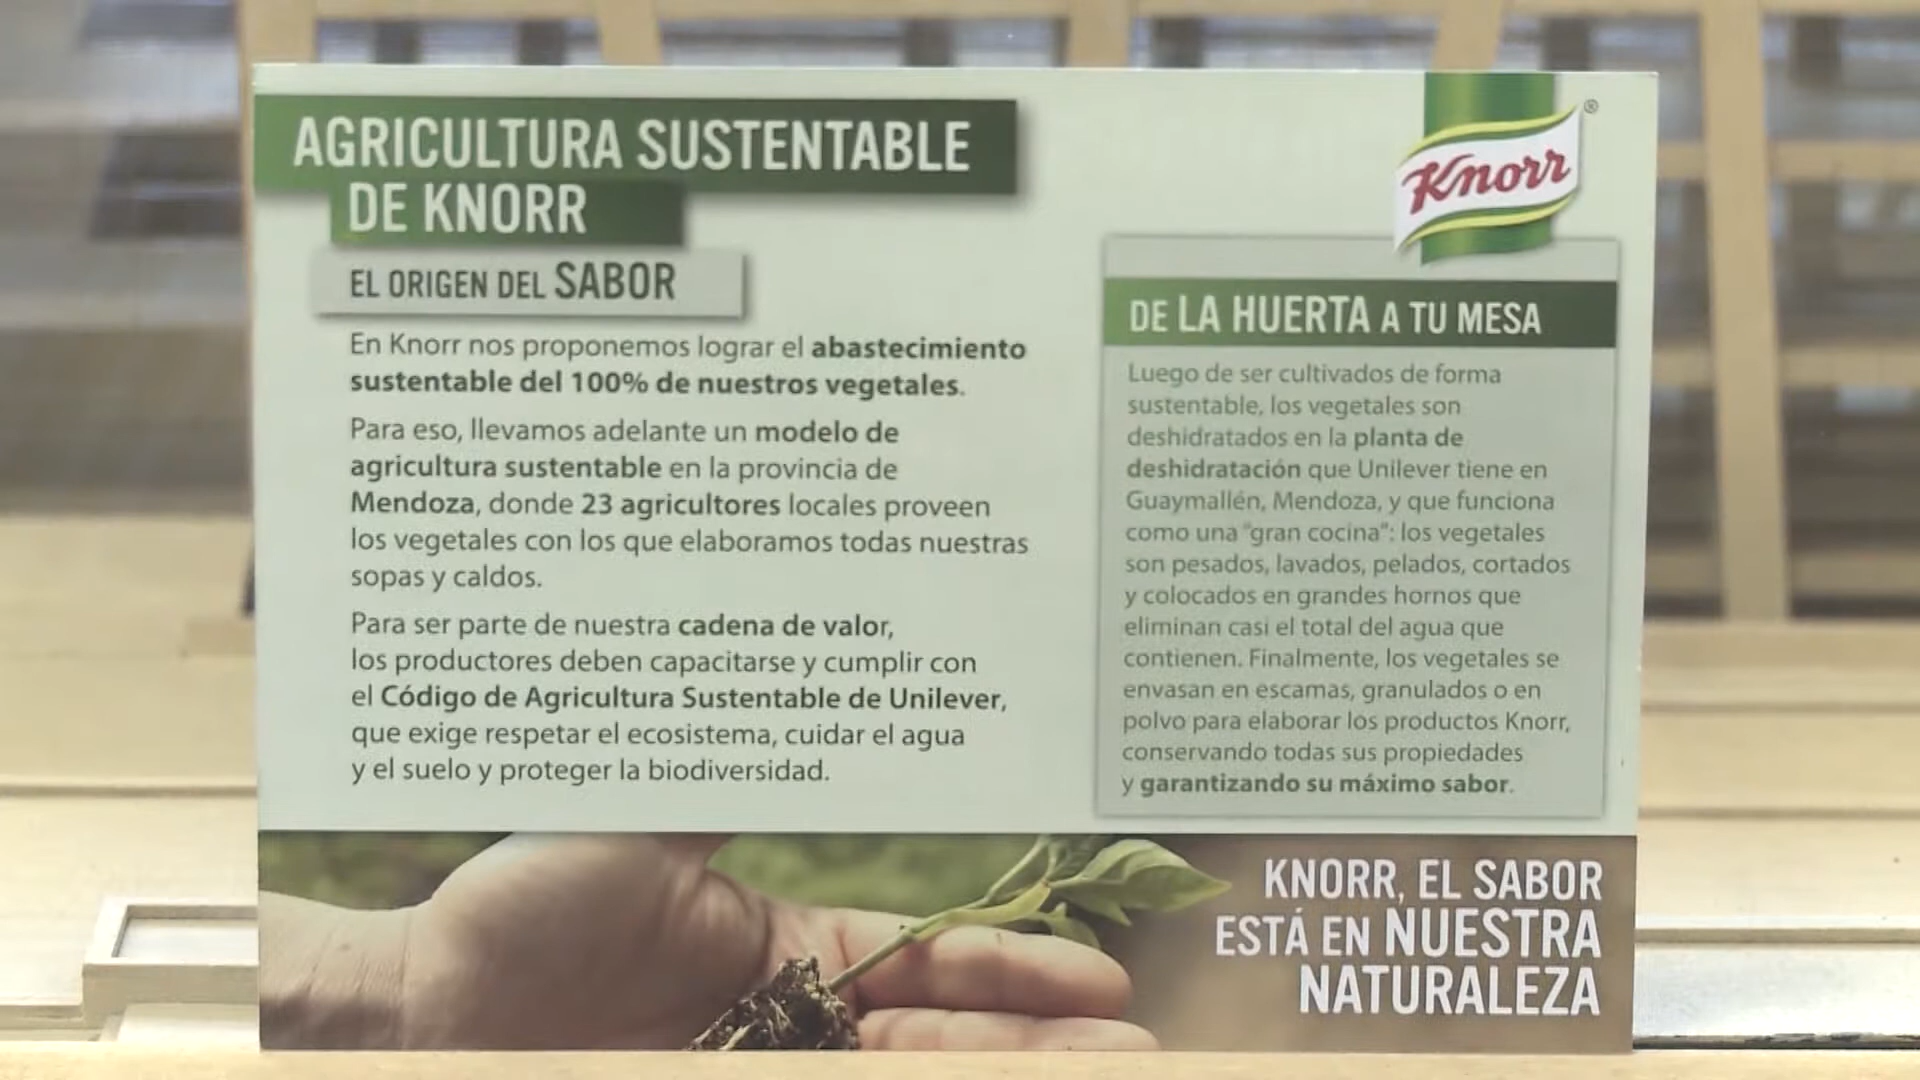 AGRICULTURA SUSTENTABLE
DE KNORR
EL ORIGEN DEL SABOR
En Knorr nos proponemos lograr el abastecimiento
sustentable del 100% de nuestros vegetales.
Para eso, llevamos adelante un modelo de
agricultura sustentable en la provincia de
Mendoza, donde 23 agricultores locales proveen
los vegetales con los que elaboramos todas nuestras
sopas y caldos.
Para ser parte de nuestra cadena de valor,
los productores deben capacitarse y cumplir con
el Código de Agricultura Sustentable de Unilever,
que exige respetar el ecosistema, cuidar el agua
y el suelo y proteger la biodiversidad.
Knorr®
DE LA HUERTA A TU MESA
Luego de ser cultivados de forma
sustentable, los vegetales son
deshidratados en la planta de
deshidratación que Unilever tiene en
Guaymallén, Mendoza, y que funciona
como una "gran cocina": los vegetales
son pesados, lavados, pelados, cortados
y colocados en grandes hornos que
eliminan casi el total del agua que
contienen. Finalmente, los vegetales se
envasan en escamas, granulados o en
polvo para elaborar los productos Knorr,
conservando todas sus propiedades
y garantizando su máximo sabor.
KNORR, EL SABOR
ESTÁ EN NUESTRA
NATURALEZA